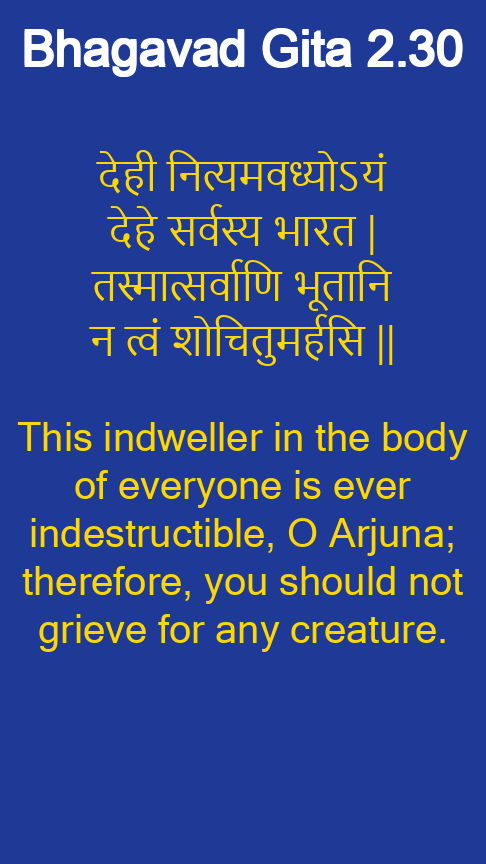 Bhagavad Gita 2.30
देही नित्यमवध्योऽयं
देहे सर्वस्य भारत |
तस्मात्सर्वाणि भूतानि
न त्वं शोचितुमर्हसि ||
This indweller in the body
of everyone is ever
indestructible, O Arjuna;
therefore, you should not
grieve for any creature.